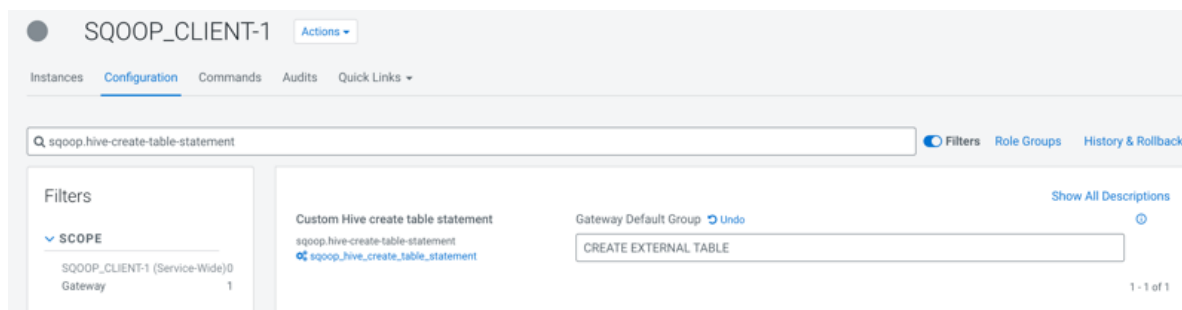 SQOOP_CLIENT-1 Actions
Instances Configuration Commands Audits Quick Links
sqoop.hive-create-table-statement
Filters Role Groups History & Rollback
Filters
SCOPE
SQOOP_CLIENT-1 (Service-Wide) 0
Gateway 1
Show All Descriptions
Custom Hive create table statement
sqoop.hive-create-table-statement
sqoop_hive_create_table_statement
Gateway Default Group Undo
CREATE EXTERNAL TABLE
1 - 1 of 1